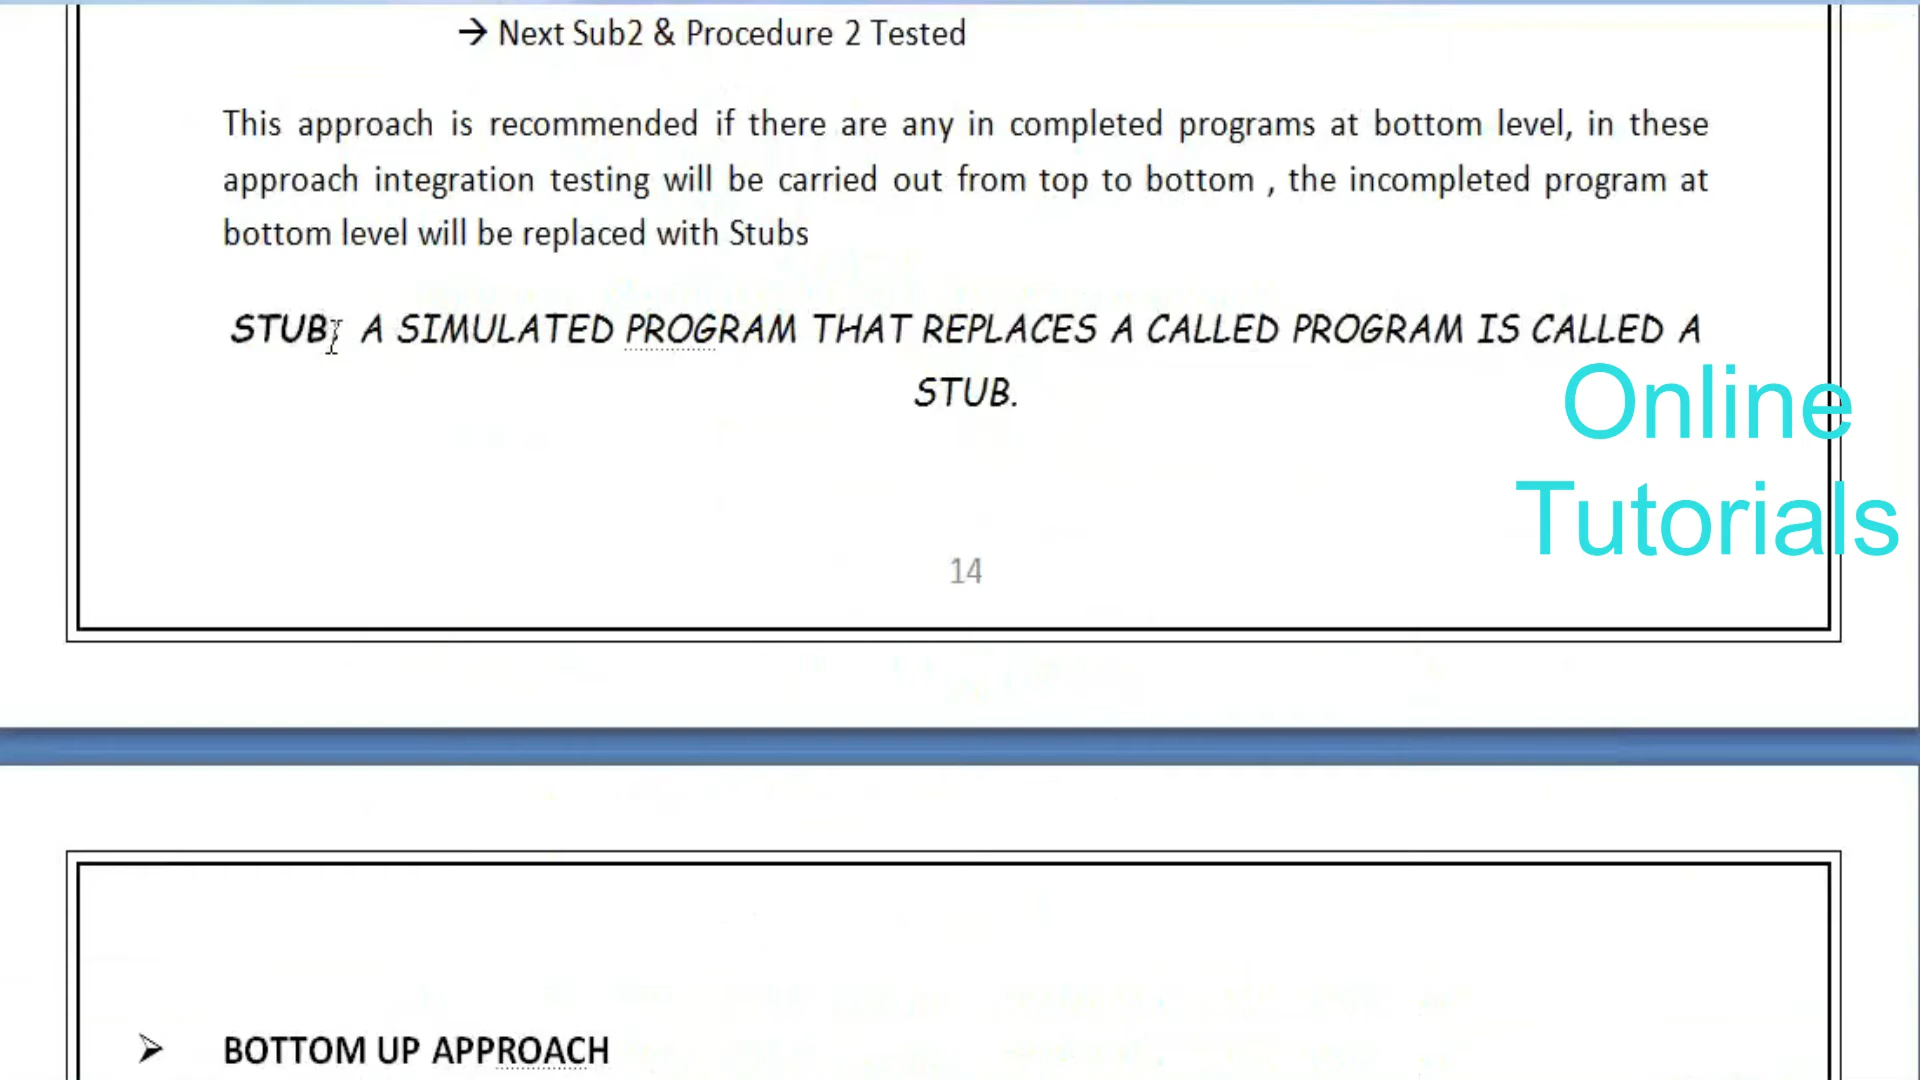 → Next Sub2 & Procedure 2 Tested
This approach is recommended if there are any in completed programs at bottom level, in these
approach integration testing will be carried out from top to bottom , the incompleted program at
bottom level will be replaced with Stubs
STUB: A SIMULATED PROGRAM THAT REPLACES A CALLED PROGRAM IS CALLED A
STUB.
Online
Tutorials
14
➢ BOTTOM UP APPROACH